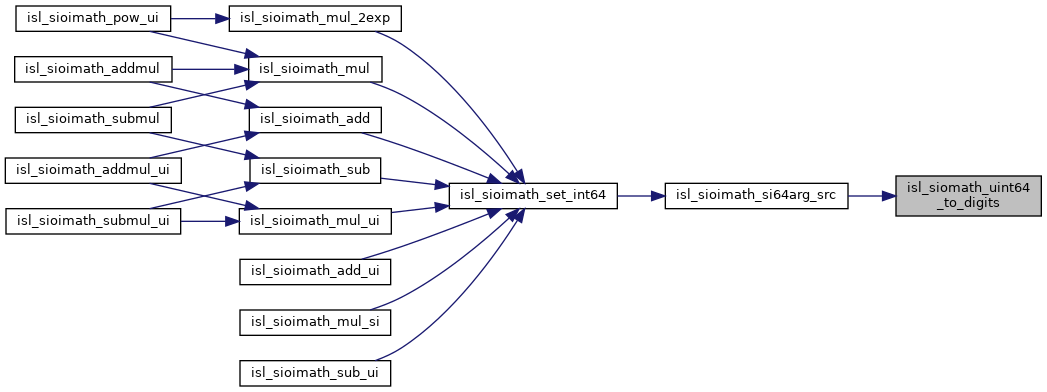 isl_sioimath_pow_ui
isl_sioimath_mul_2exp
isl_sioimath_addmul
isl_sioimath_mul
isl_sioimath_submul
isl_sioimath_add
isl_sioimath_addmul_ui
isl_sioimath_sub
isl_sioimath_submul_ui
isl_sioimath_mul_ui
isl_sioimath_add_ui
isl_sioimath_mul_si
isl_sioimath_sub_ui
isl_sioimath_set_int64
isl_sioimath_si64arg_src
isl_siomath_uint64
_to_digits